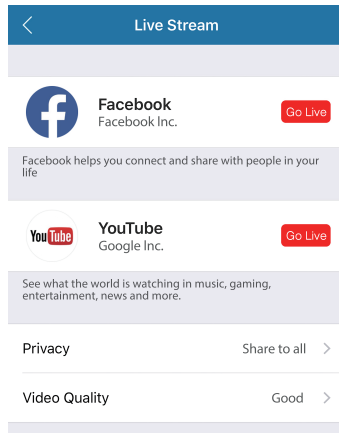 Live Stream
Facebook
Facebook Inc.
Go Live
Facebook helps you connect and share with people in your
life
YouTube
YouTube
Google Inc.
Go Live
See what the world is watching in music, gaming,
entertainment, news and more.
Privacy Share to all
Video Quality Good